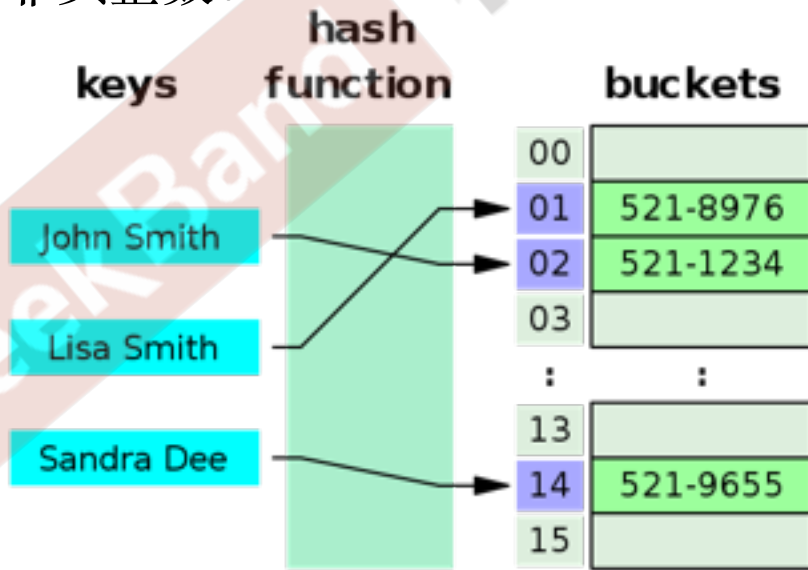 hash
keys function buckets
00
John Smith 01 521-8976
02 521-1234
Lisa Smith 03
: :
Sandra Dee 13
14 521-9655
15
eekBand